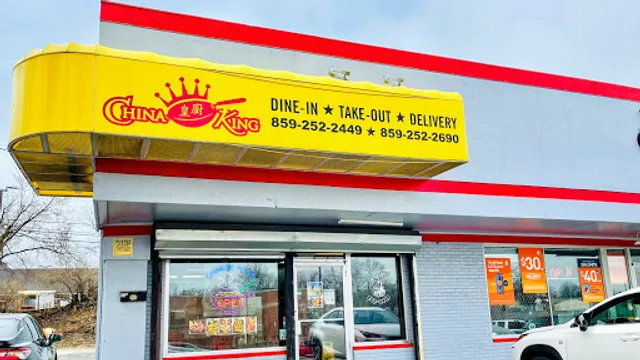 CHINA 皇廚 KING
DINE-IN ★ TAKE-OUT ★ DELIVERY
859-252-2449 ★ 859-252-2690
OPEN
$30
$40